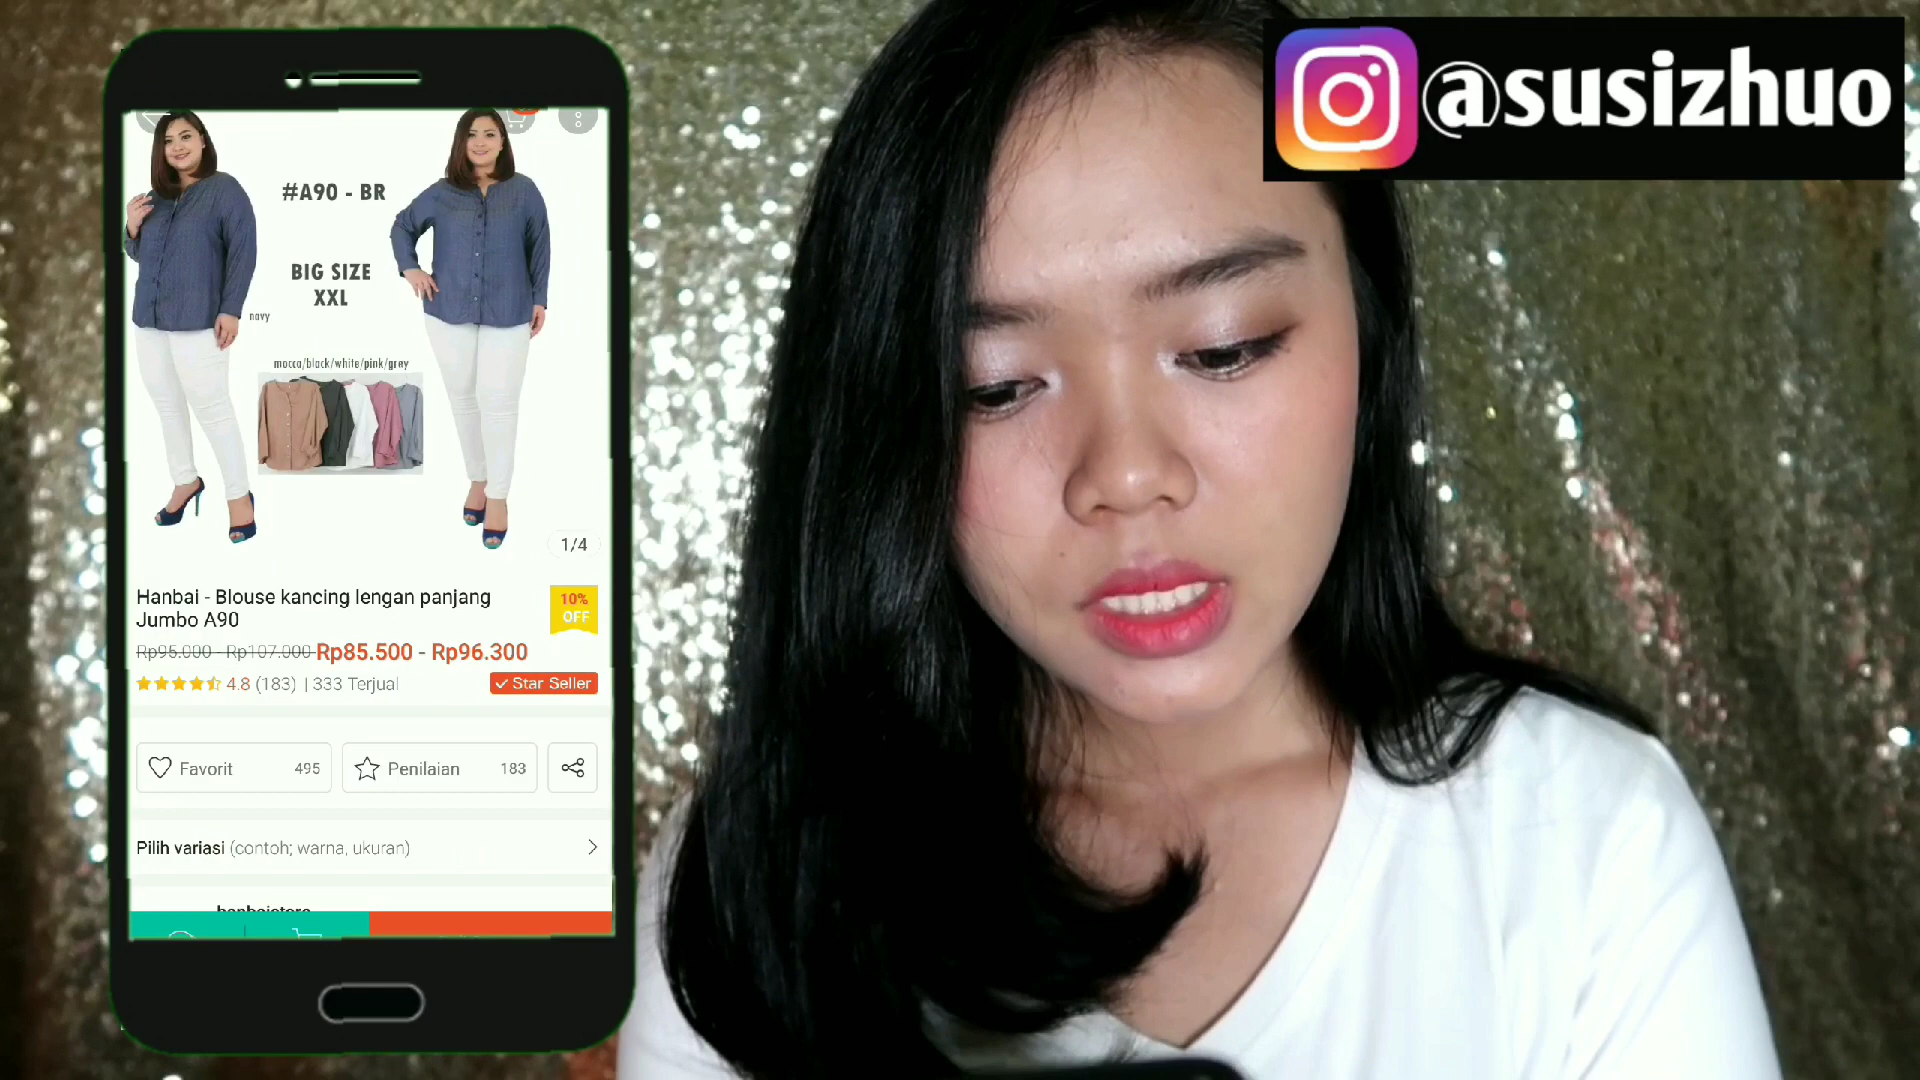 @susizhuo
#A90 - BR
BIG SIZE
XXL
navy
mocca/black/white/pink/grey
1/4
Hanbai - Blouse kancing lengan panjang
Jumbo A90
10%
OFF
Rp95.000 - Rp107.000 Rp85.500 - Rp96.300
4.8 (183) | 333 Terjual
Star Seller
Favorit 495
Penilaian 183
Pilih variasi (contoh; warna, ukuran)